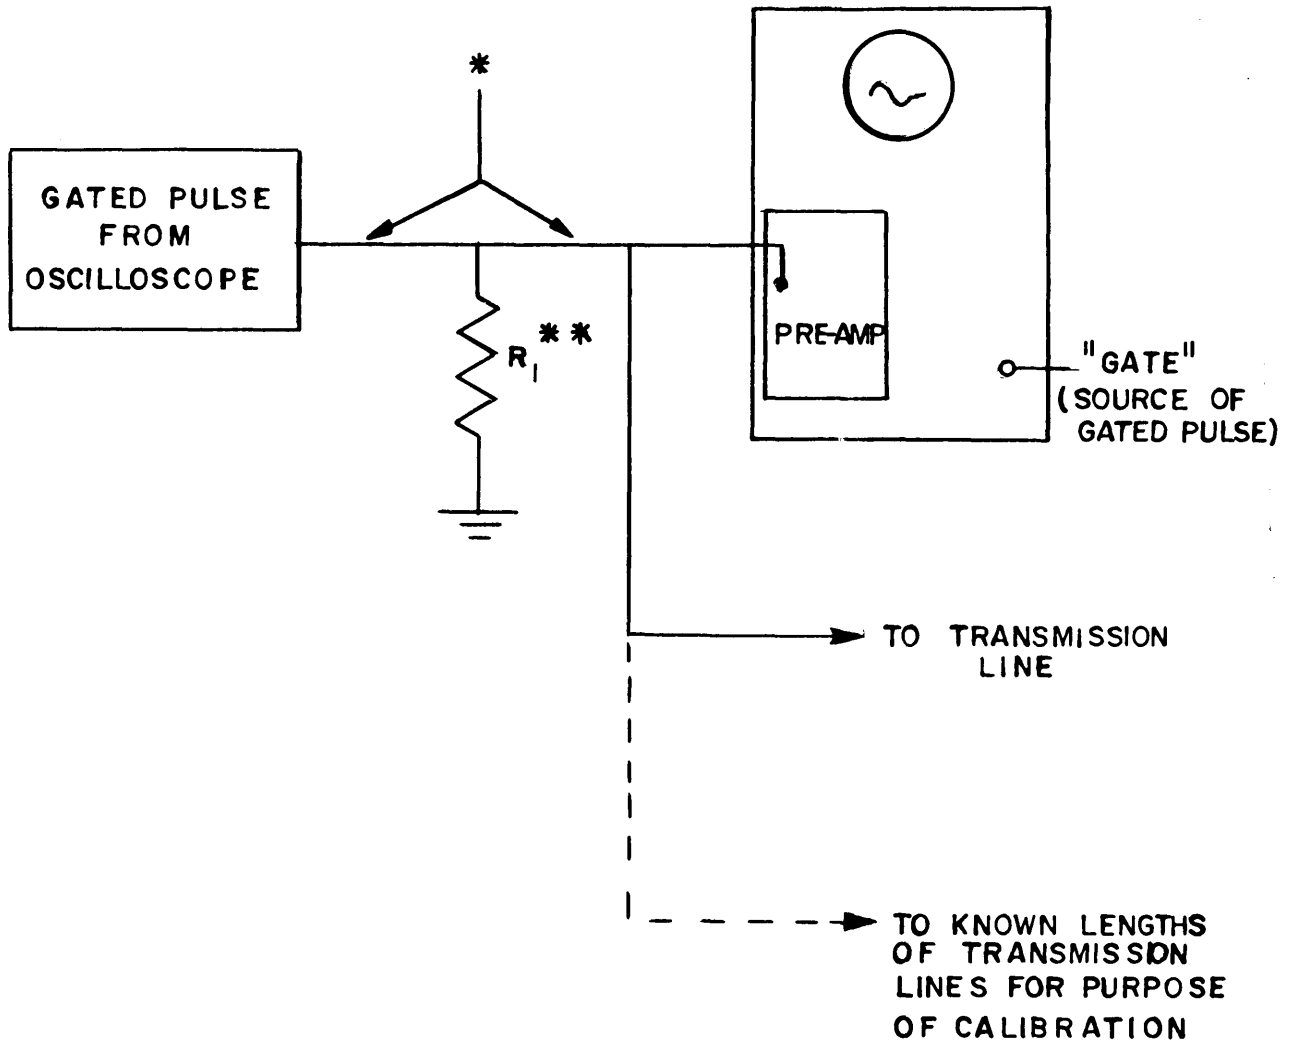 *
GATED PULSE
FROM
OSCILLOSCOPE
R1**
PRE-AMP
"GATE"
(SOURCE OF
GATED PULSE)
TO TRANSMISSION
LINE
TO KNOWN LENGTHS
OF TRANSMISSION
LINES FOR PURPOSE
OF CALIBRATION